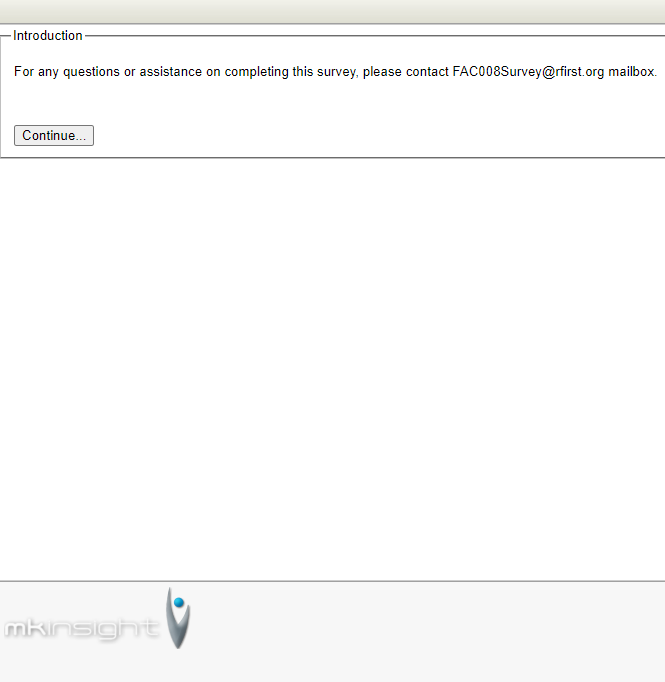 Introduction
For any questions or assistance on completing this survey, please contact FAC008Survey@rfirst.org mailbox.
Continue...
mkinsight